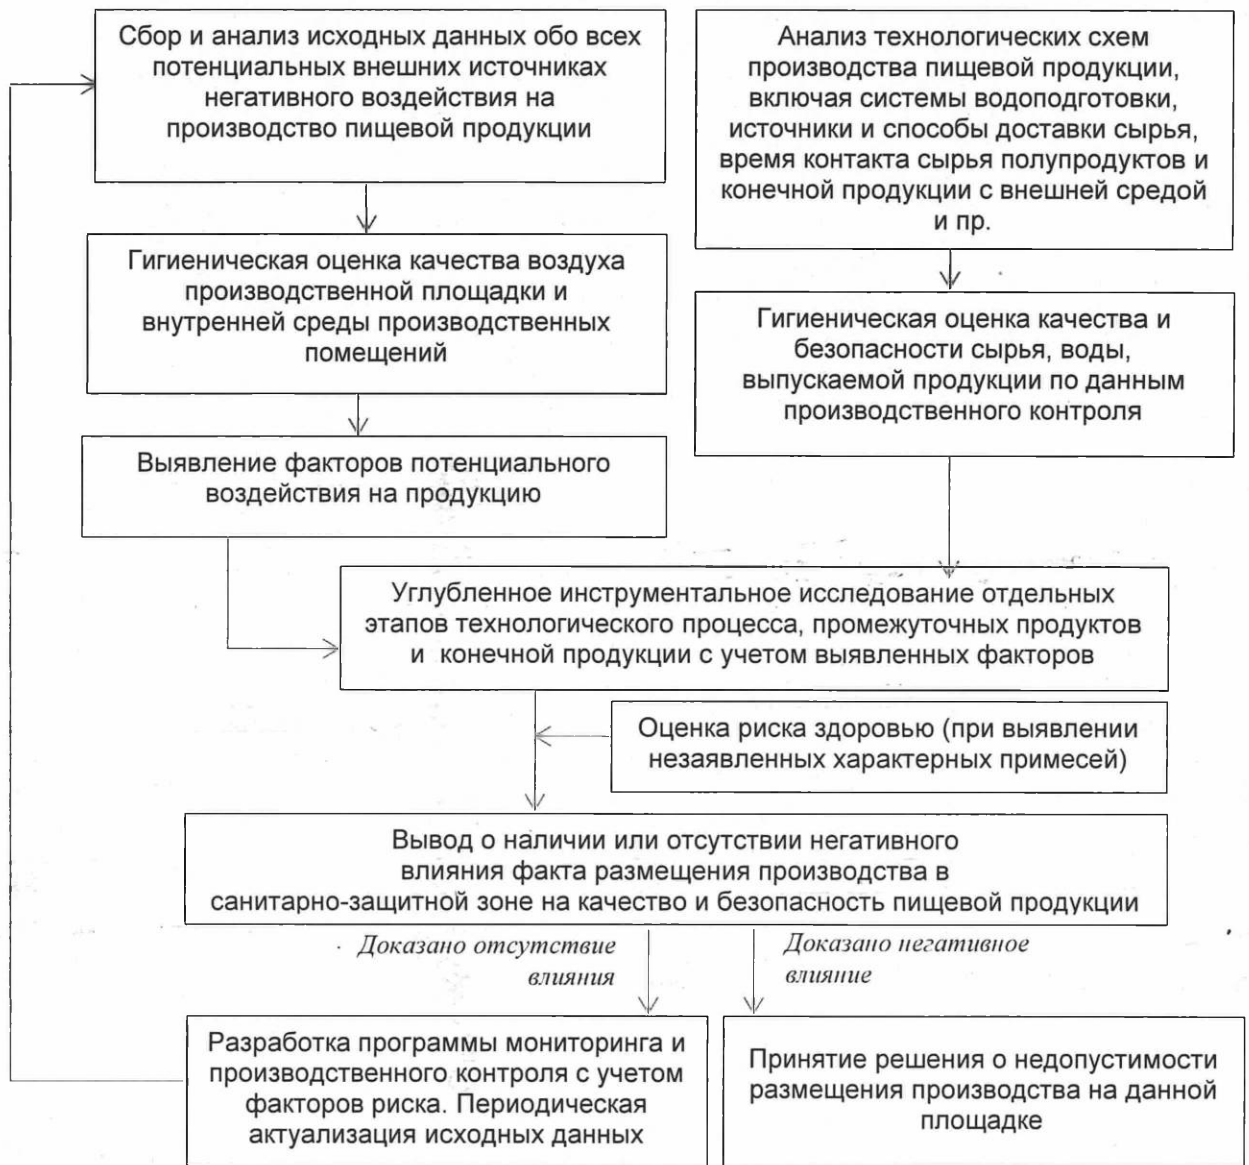 Сбор и анализ исходных данных обо всех
потенциальных внешних источниках
негативного воздействия на
производство пищевой продукции
Анализ технологических схем
производства пищевой продукции,
включая системы водоподготовки,
источники и способы доставки сырья,
время контакта сырья полупродуктов и
конечной продукции с внешней средой
и пр.
Гигиеническая оценка качества воздуха
производственной площадки и
внутренней среды производственных
помещений
Гигиеническая оценка качества и
безопасности сырья, воды,
выпускаемой продукции по данным
производственного контроля
Выявление факторов потенциального
воздействия на продукцию
Углубленное инструментальное исследование отдельных
этапов технологического процесса, промежуточных продуктов
и конечной продукции с учетом выявленных факторов
Оценка риска здоровью (при выявлении
незаявленных характерных примесей)
Вывод о наличии или отсутствии негативного
влияния факта размещения производства в
санитарно-защитной зоне на качество и безопасность пищевой продукции
Доказано отсутствие
влияния
Доказано негативное
влияние
Разработка программы мониторинга и
производственного контроля с учетом
факторов риска. Периодическая
актуализация исходных данных
Принятие решения о недопустимости
размещения производства на данной
площадке